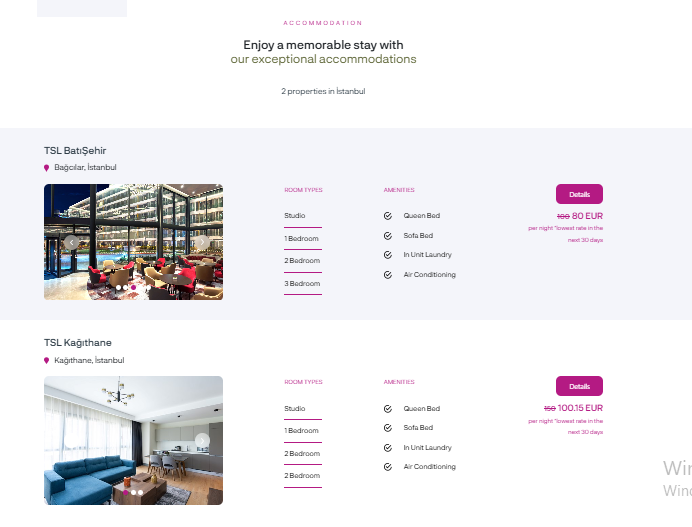 ACCOMMODATION
Enjoy a memorable stay with
our exceptional accommodations
2 properties in İstanbul
TSL BatıŞehir
Bağcılar, İstanbul
ROOM TYPES
Studio
1 Bedroom
2 Bedroom
3 Bedroom
AMENITIES
Queen Bed
Sofa Bed
In Unit Laundry
Air Conditioning
Details
100 80 EUR
per night *lowest rate in the
next 30 days
TSL Kağıthane
Kağıthane, İstanbul
ROOM TYPES
Studio
1 Bedroom
2 Bedroom
2 Bedroom
AMENITIES
Queen Bed
Sofa Bed
In Unit Laundry
Air Conditioning
Details
150 100.15 EUR
per night *lowest rate in the
next 30 days